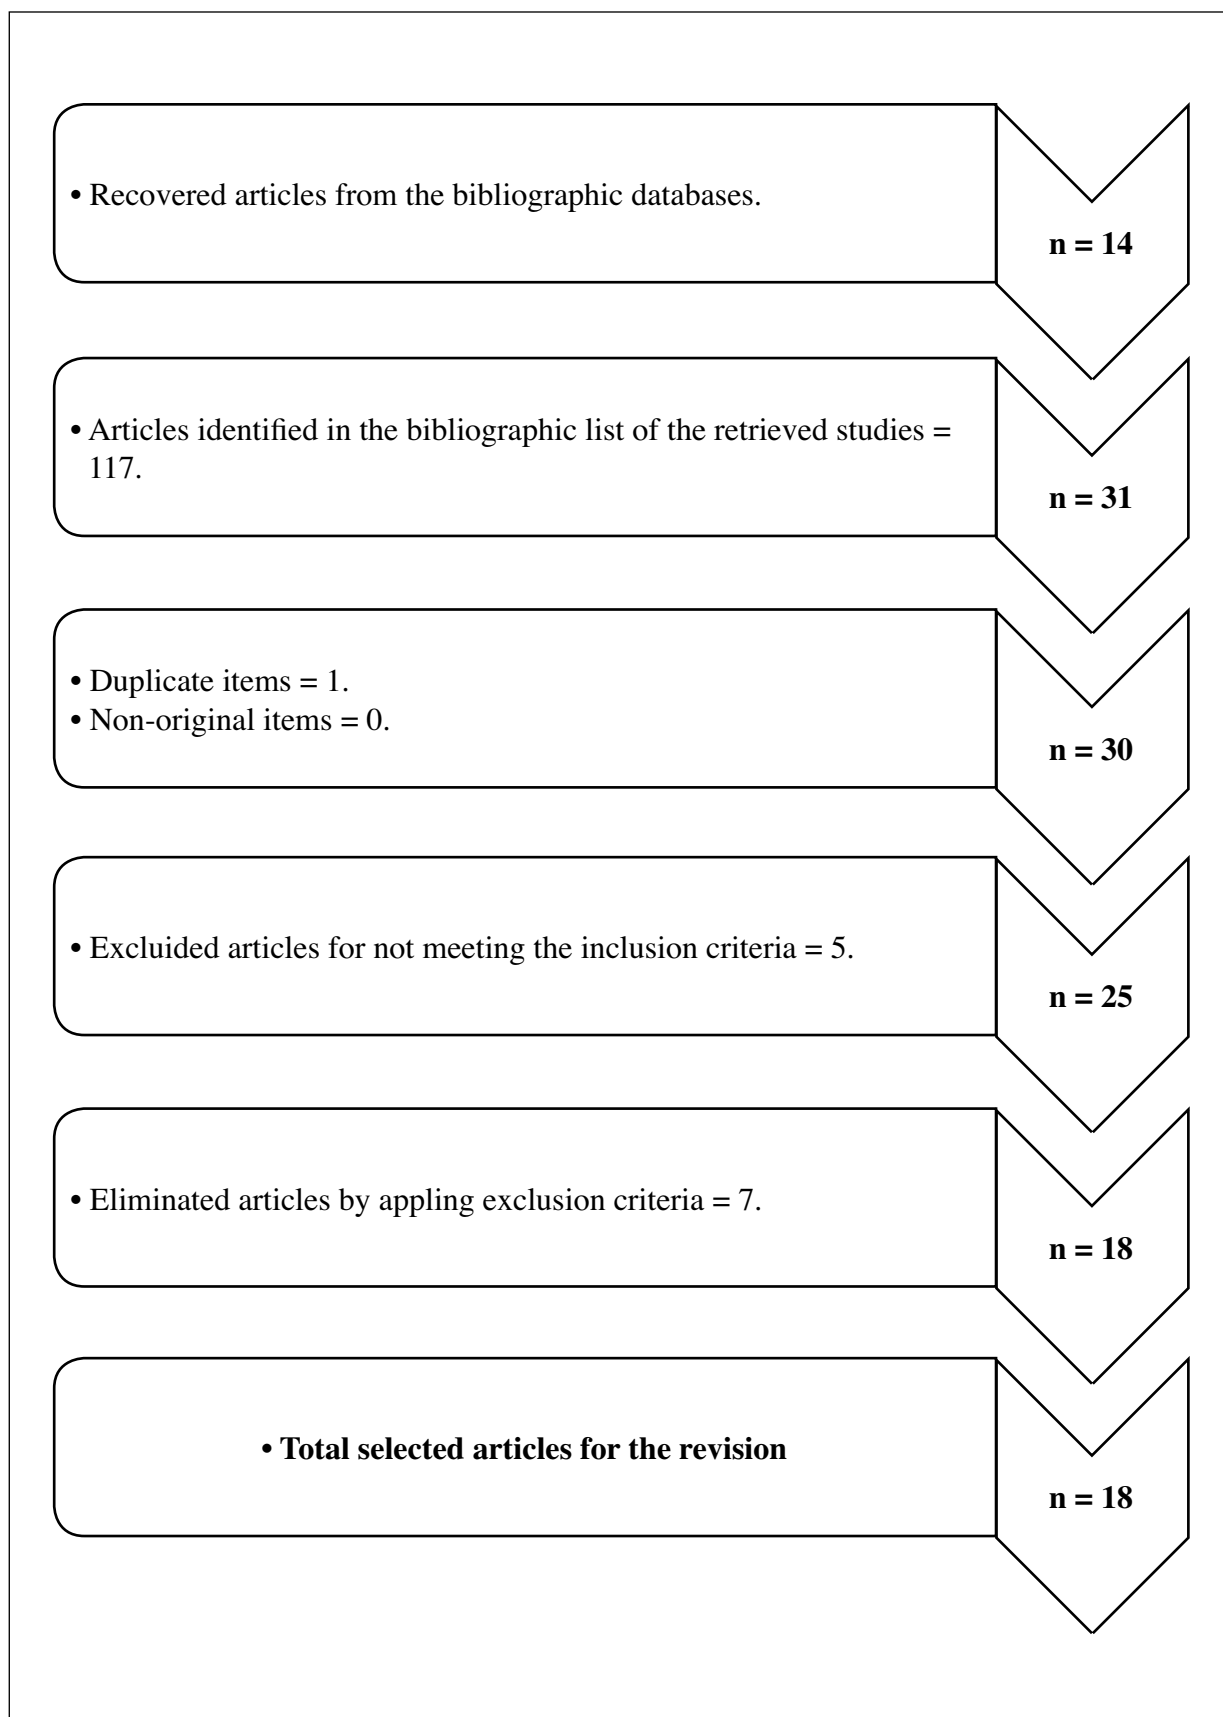 • Recovered articles from the bibliographic databases.
n = 14
• Articles identified in the bibliographic list of the retrieved studies =
117.
n = 31
• Duplicate items = 1.
• Non-original items = 0.
n = 30
• Excluided articles for not meeting the inclusion criteria = 5.
n = 25
• Eliminated articles by appling exclusion criteria = 7.
n = 18
• Total selected articles for the revision
n = 18